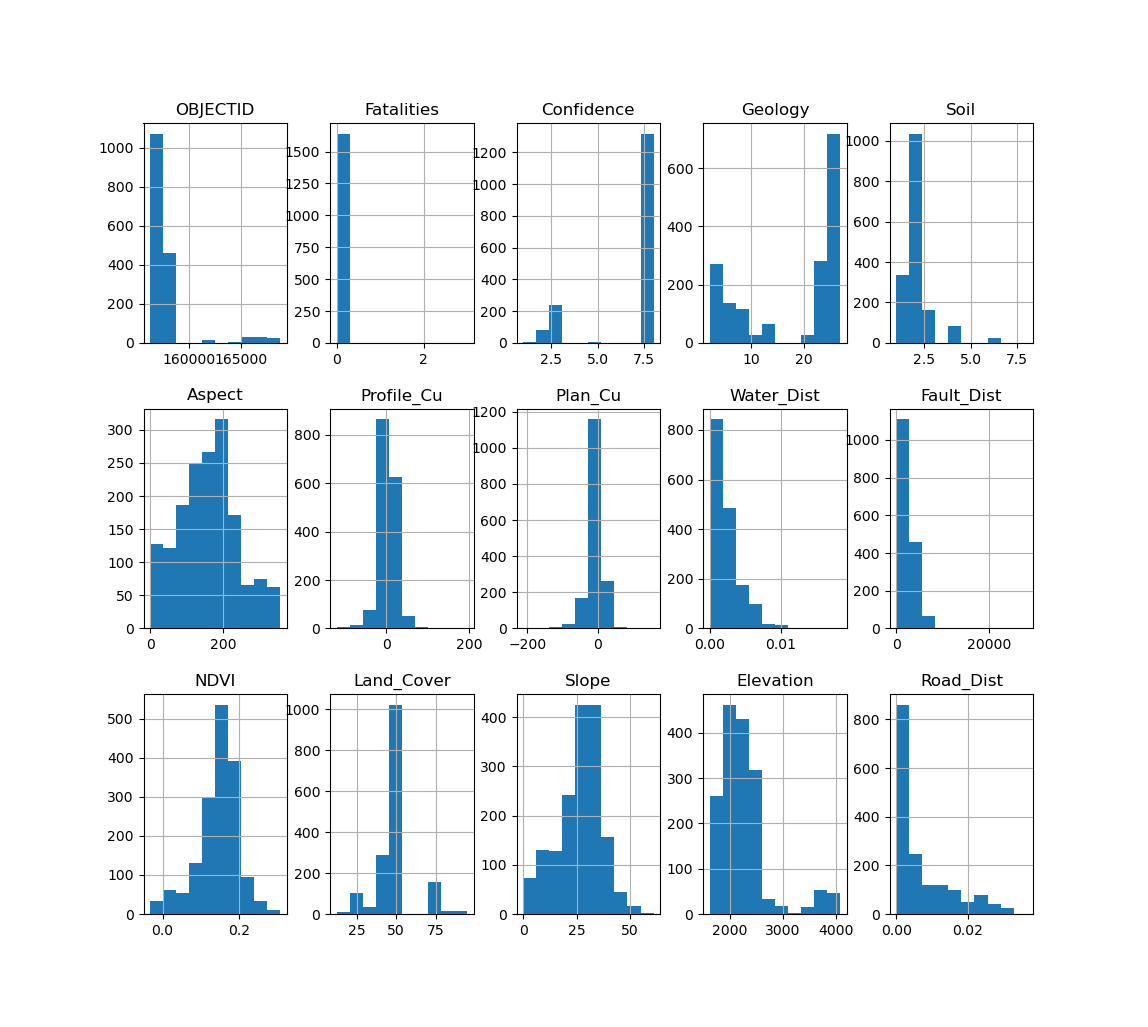 OBJECTID Fatalities Confidence Geology Soil
1000 800 600 400 200 0
160000165000
1500 1250 1000 750 500 250 0
0 2
1200 1000 800 600 400 200 0
2.5 5.0 7.5
600 400 200 0
10 20
1000 800 600 400 200 0
2.5 5.0 7.5
Aspect Profile_Cu Plan_Cu Water_Dist Fault_Dist
300 250 200 150 100 50 0
0 200
800 600 400 200 0
0 200
1200 1000 800 600 400 200 0
−200 0
800 600 400 200 0
0.00 0.01
1000 800 600 400 200 0
0 20000
NDVI Land_Cover Slope Elevation Road_Dist
500 400 300 200 100 0
0.0 0.2
1000 800 600 400 200 0
25 50 75
400 300 200 100 0
0 25 50
400 300 200 100 0
2000 3000 4000
800 600 400 200 0
0.00 0.02